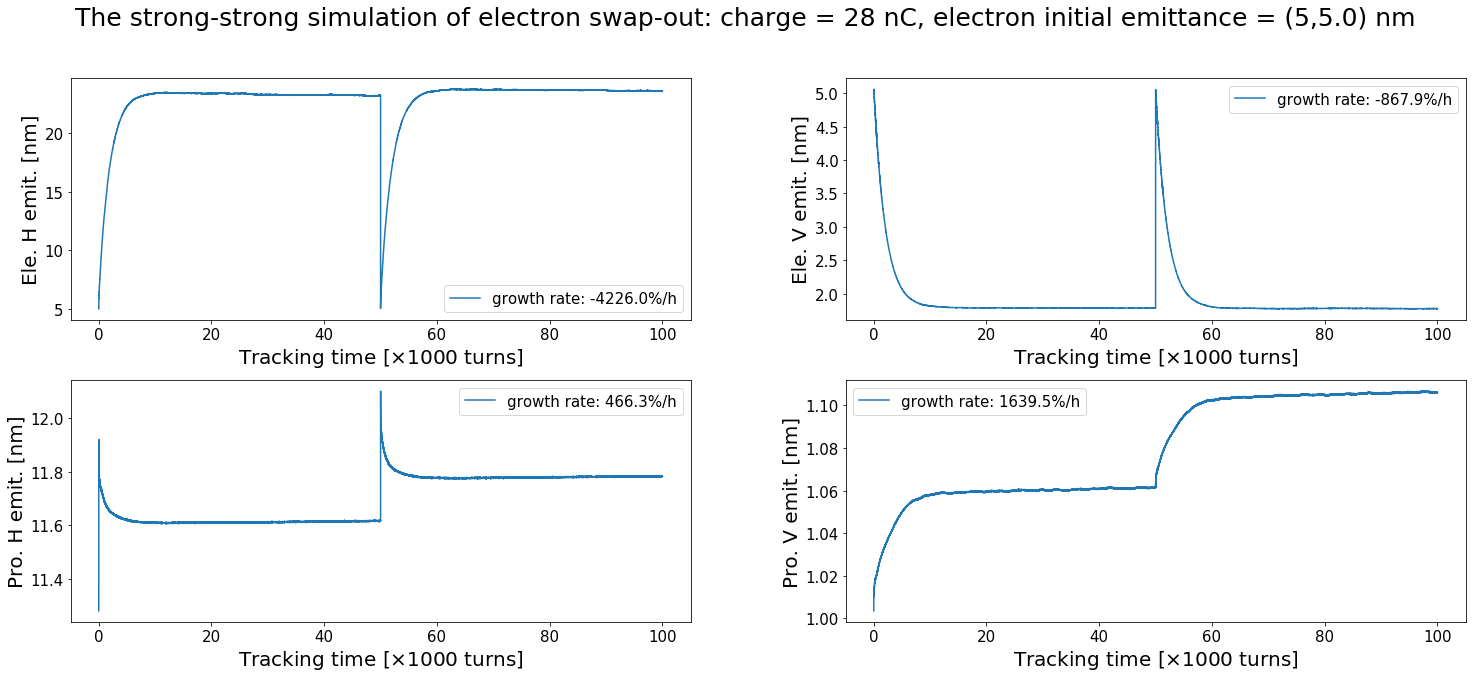 The strong-strong simulation of electron swap-out: charge = 28 nC, electron initial emittance = (5,5.0) nm
Ele. H emit. [nm]
20
15
10
5
growth rate: -4226.0%/h
0 20 40 60 80 100
Tracking time [×1000 turns]
Ele. V emit. [nm]
5.0
4.5
4.0
3.5
3.0
2.5
2.0
growth rate: -867.9%/h
0 20 40 60 80 100
Tracking time [×1000 turns]
Pro. H emit. [nm]
12.0
11.8
11.6
11.4
growth rate: 466.3%/h
0 20 40 60 80 100
Tracking time [×1000 turns]
Pro. V emit. [nm]
1.10
1.08
1.06
1.04
1.02
1.00
growth rate: 1639.5%/h
0 20 40 60 80 100
Tracking time [×1000 turns]